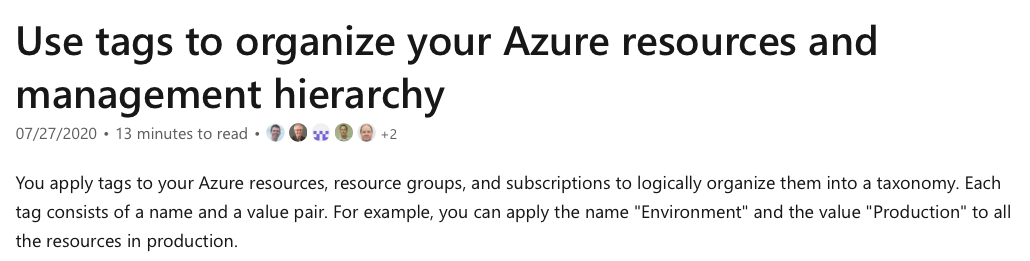 Use tags to organize your Azure resources and
management hierarchy
07/27/2020 • 13 minutes to read • +2
You apply tags to your Azure resources, resource groups, and subscriptions to logically organize them into a taxonomy. Each
tag consists of a name and a value pair. For example, you can apply the name "Environment" and the value "Production" to all
the resources in production.